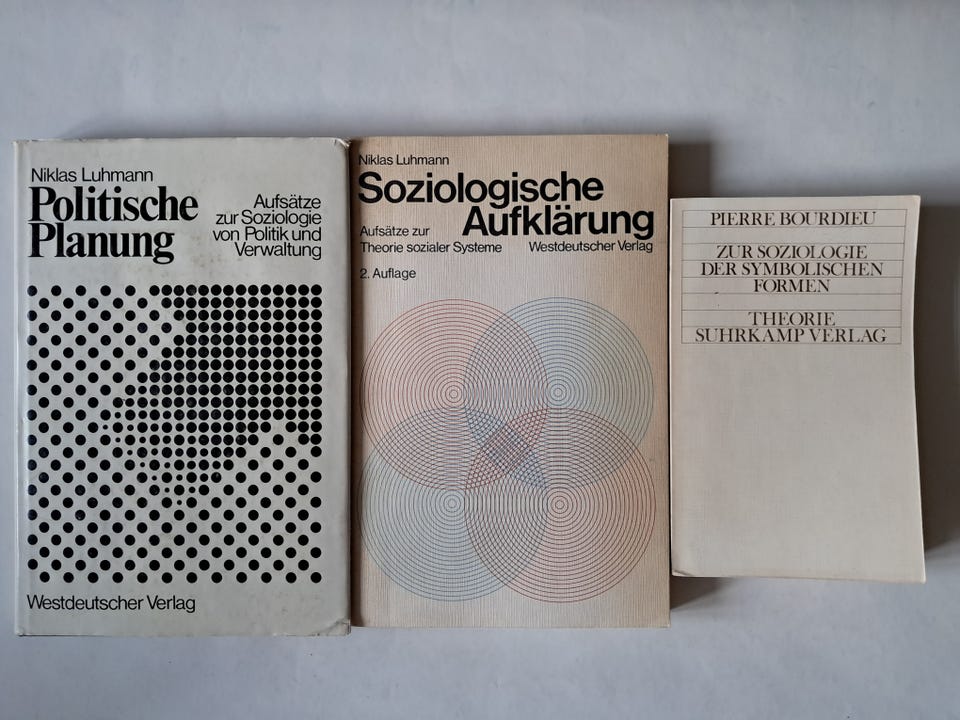 Niklas Luhmann
Politische
Planung
Aufsätze
zur Soziologie
von Politik und
Verwaltung
Westdeutscher Verlag
Niklas Luhmann
Soziologische
Aufklärung
Aufsätze zur
Theorie sozialer Systeme
Westdeutscher Verlag
2. Auflage
PIERRE BOURDIEU
ZUR SOZIOLOGIE
DER SYMBOLISCHEN
FORMEN
THEORIE
SUHRKAMP VERLAG